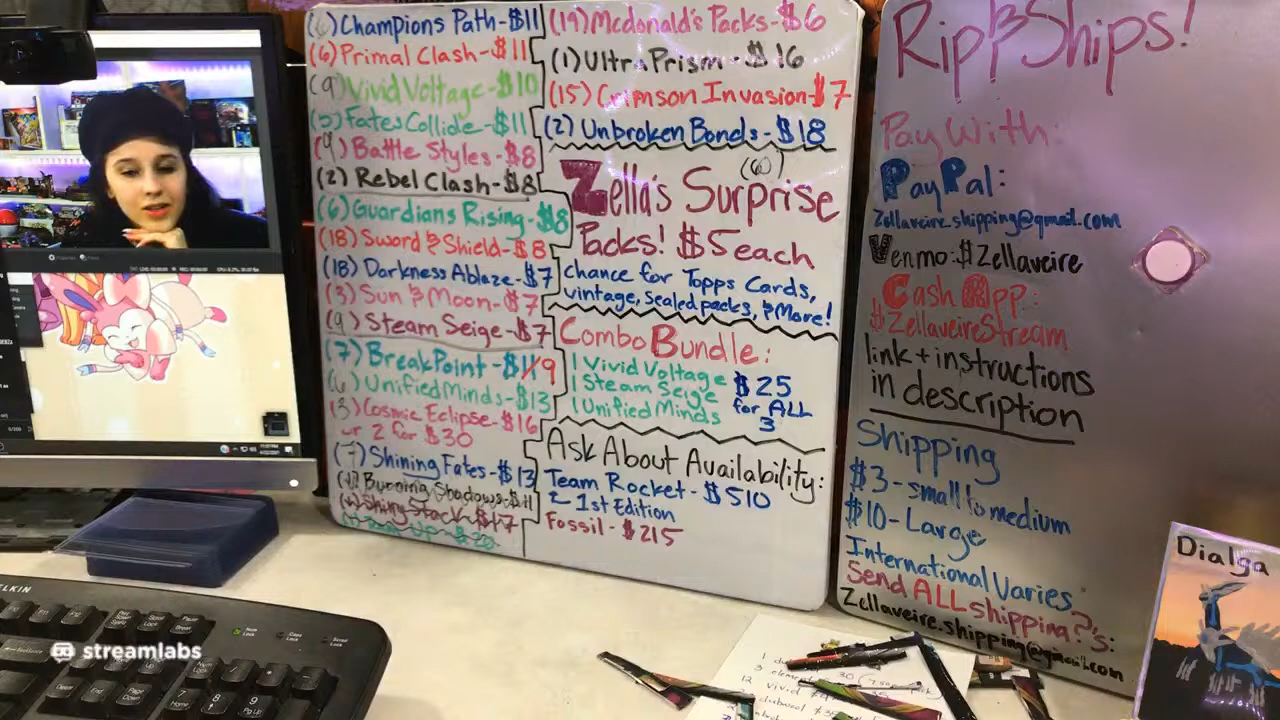 (6) Primal Clash - $11
(9) Vivid Voltage - $10
Fates Collide - $11
(9) Battle Styles - $8
(2) Rebel Clash - $8
(6) Guardians Rising - $8
(18) Sword & Shield - $8
(18) Darkness Ablaze - $7
(3) Sun & Moon - $7
(9) Steam Seige - $7
(7) BreakPoint - $11/9
(6) Unified Minds - $13
(3) Cosmic Eclipse - $16
or 2 for $30
(7) Shining Fates - $13
Burning Shadows - $11
Shiny Stack - $17
Champions Path - $11
(19) Mcdonald's Packs - $6
(1) Ultra Prism - $16
(15) Crimson Invasion - $7
(2) Unbroken Bonds - $18
(60)
Zella's Surprise
Packs! $5 each
Chance for Topps Cards,
vintage, sealed packs, & More!
Combo Bundle:
1 Vivid Voltage
1 Steam Seige
1 Unified Minds
$25
for ALL
3
Ask About Availability:
Team Rocket - $510
1st Edition
Fossil - $215
Rip & Ships!
Pay With:
PayPal:
Zellaveire.shipping@gmail.com
Venmo: $Zellaveire
Cash App:
$ZellaveireStream
link + instructions
in description
Shipping
$3 - small to medium
$10 - Large
International Varies
Send ALL shipping ?'s:
Zellaveire.shipping@gmail.com
Dialga
ELKIN
streamlabs